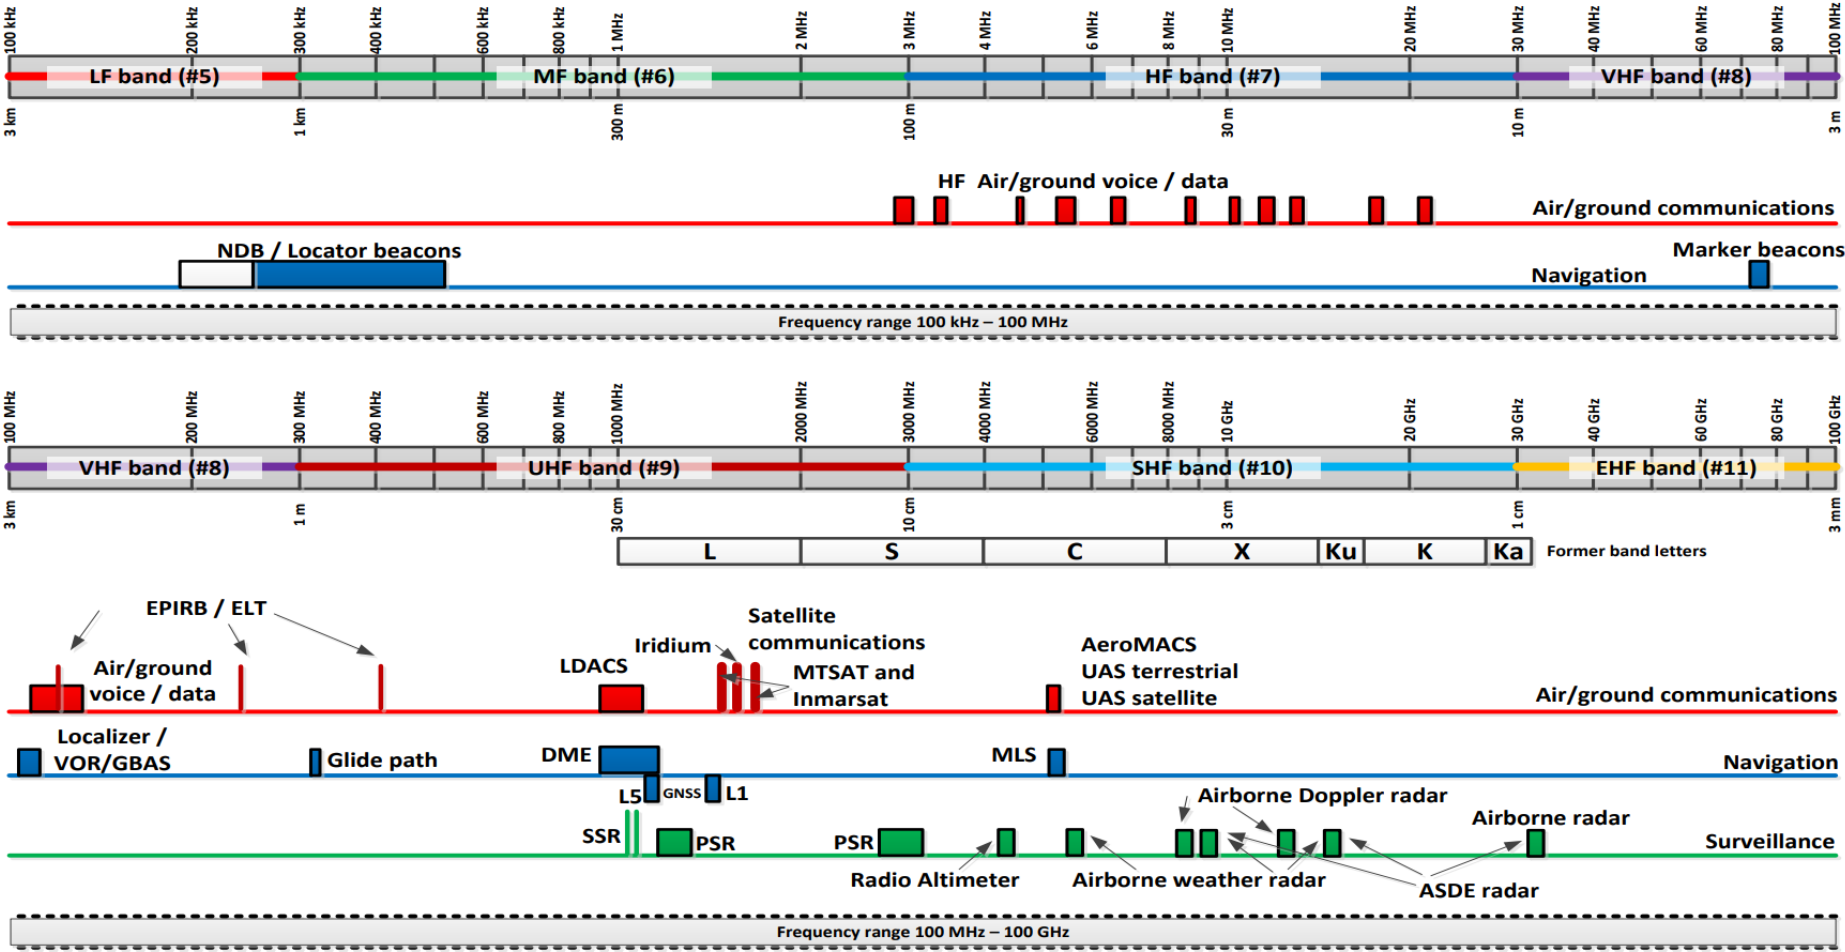 100 kHz 200 kHz 300 kHz 400 kHz 600 kHz 800 kHz 1 MHz 2 MHz 3 MHz 4 MHz 6 MHz 8 MHz 10 MHz 20 MHz 30 MHz 40 MHz 60 MHz 80 MHz 100 MHz
LF band (#5) MF band (#6) HF band (#7) VHF band (#8)
3 km 1 km 300 m 100 m 30 m 10 m 3 m
HF Air/ground voice / data
Air/ground communications
NDB / Locator beacons
Marker beacons
Navigation
Frequency range 100 kHz – 100 MHz
100 MHz 200 MHz 300 MHz 400 MHz 600 MHz 800 MHz 1000 MHz 2000 MHz 3000 MHz 4000 MHz 6000 MHz 8000 MHz 10 GHz 20 GHz 30 GHz 40 GHz 60 GHz 80 GHz 100 GHz
VHF band (#8) UHF band (#9) SHF band (#10) EHF band (#11)
3 km 1 m 30 cm 10 cm 3 cm 1 cm 3 mm
L S C X Ku K Ka Former band letters
EPIRB / ELT
Air/ground
voice / data
LDACS
Iridium
Satellite
communications
MTSAT and
Inmarsat
AeroMACS
UAS terrestrial
UAS satellite
Air/ground communications
Localizer /
VOR/GBAS
Glide path
DME
MLS
Navigation
L5 GNSS L1
Airborne Doppler radar
Airborne radar
SSR PSR PSR
Surveillance
Radio Altimeter
Airborne weather radar
ASDE radar
Frequency range 100 MHz – 100 GHz